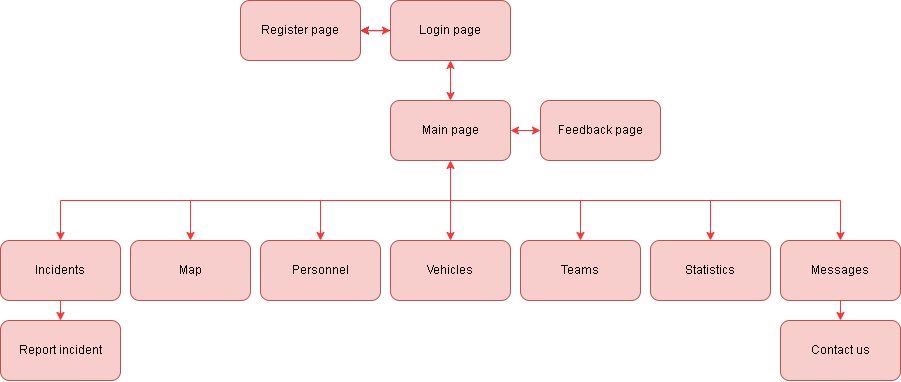 Register page
Login page
Main page
Feedback page
Incidents
Map
Personnel
Vehicles
Teams
Statistics
Messages
Report incident
Contact us